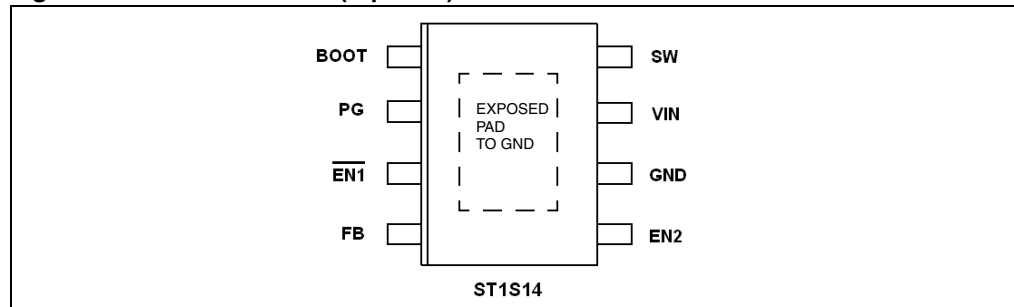 BOOT
SW
PG
EXPOSED
PAD
TO GND
VIN
EN1
GND
FB
EN2
ST1S14